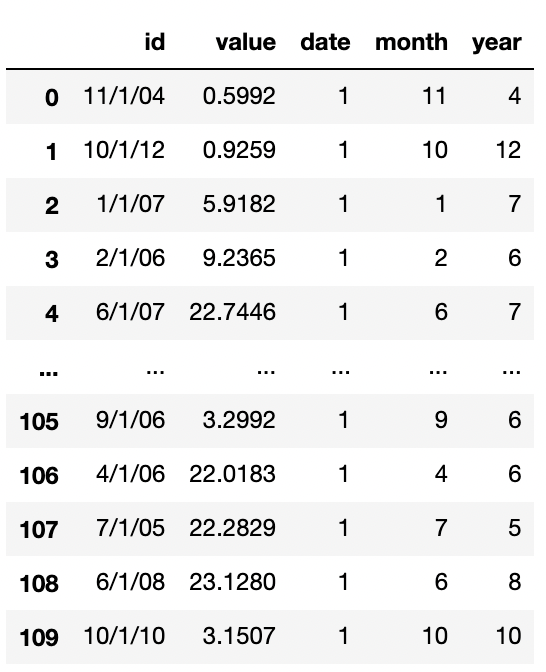 id value date month year
0 11/1/04 0.5992 1 11 4
1 10/1/12 0.9259 1 10 12
2 1/1/07 5.9182 1 1 7
3 2/1/06 9.2365 1 2 6
4 6/1/07 22.7446 1 6 7
... ... ... ... ... ...
105 9/1/06 3.2992 1 9 6
106 4/1/06 22.0183 1 4 6
107 7/1/05 22.2829 1 7 5
108 6/1/08 23.1280 1 6 8
109 10/1/10 3.1507 1 10 10